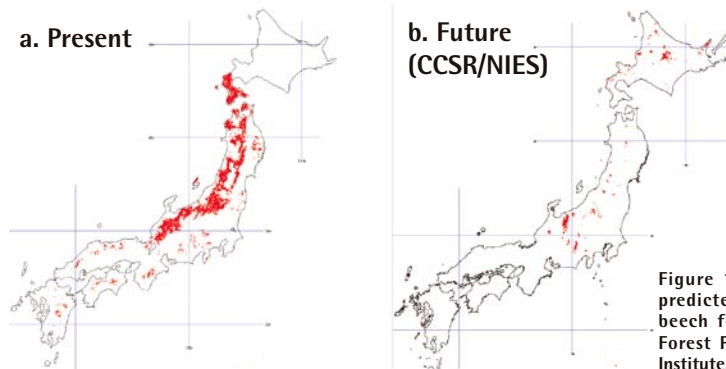 a. Present
b. Future
(CCSR/NIES)
Figure
predicte
beech f
Forest F
Institute